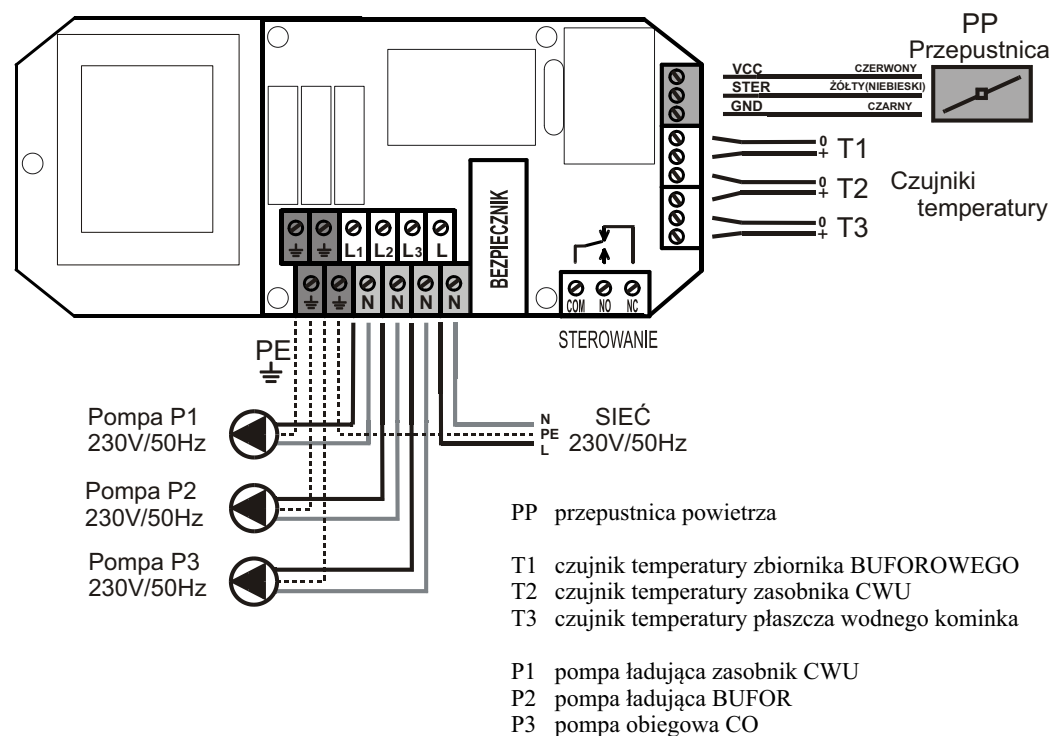 PP
Przepustnica
VCC CZERWONY
STER ŻÓŁTY(NIEBIESKI)
GND CZARNY
0
+ T1
0
+ T2
0
+ T3
Czujniki
temperatury
BEZPIECZNIK
L1 L2 L3 L
N N N N
COM NO NC
STEROWANIE
PE
Pompa P1
230V/50Hz
N
PE
L
SIEĆ
230V/50Hz
Pompa P2
230V/50Hz
Pompa P3
230V/50Hz
PP przepustnica powietrza
T1 czujnik temperatury zbiornika BUFOROWEGO
T2 czujnik temperatury zasobnika CWU
T3 czujnik temperatury płaszcza wodnego kominka
P1 pompa ładująca zasobnik CWU
P2 pompa ładująca BUFOR
P3 pompa obiegowa CO